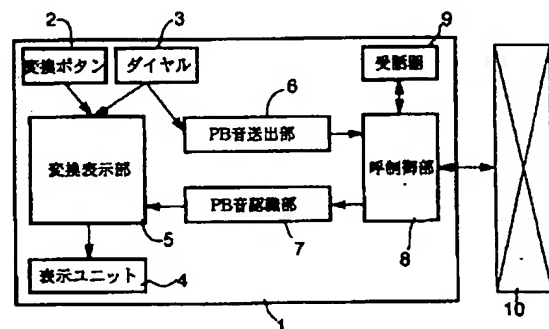 2
3
9
変換ボタン
ダイヤル
受話器
6
PB音送出部
変換表示部
呼制御部
PB音認識部
5
7
8
表示ユニット
4
1
10